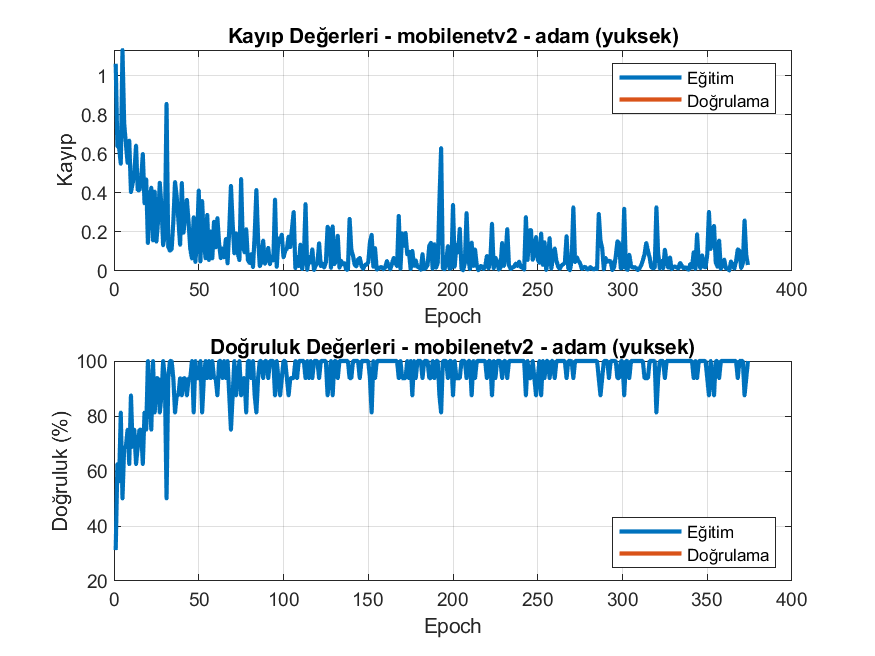 Kayıp Değerleri - mobilenetv2 - adam (yuksek)
Kayıp
1
0.8
0.6
0.4
0.2
0
Eğitim
Doğrulama
0 50 100 150 200 250 300 350 400
Epoch
Doğruluk Değerleri - mobilenetv2 - adam (yuksek)
Doğruluk (%)
100
80
60
40
20
Eğitim
Doğrulama
0 50 100 150 200 250 300 350 400
Epoch